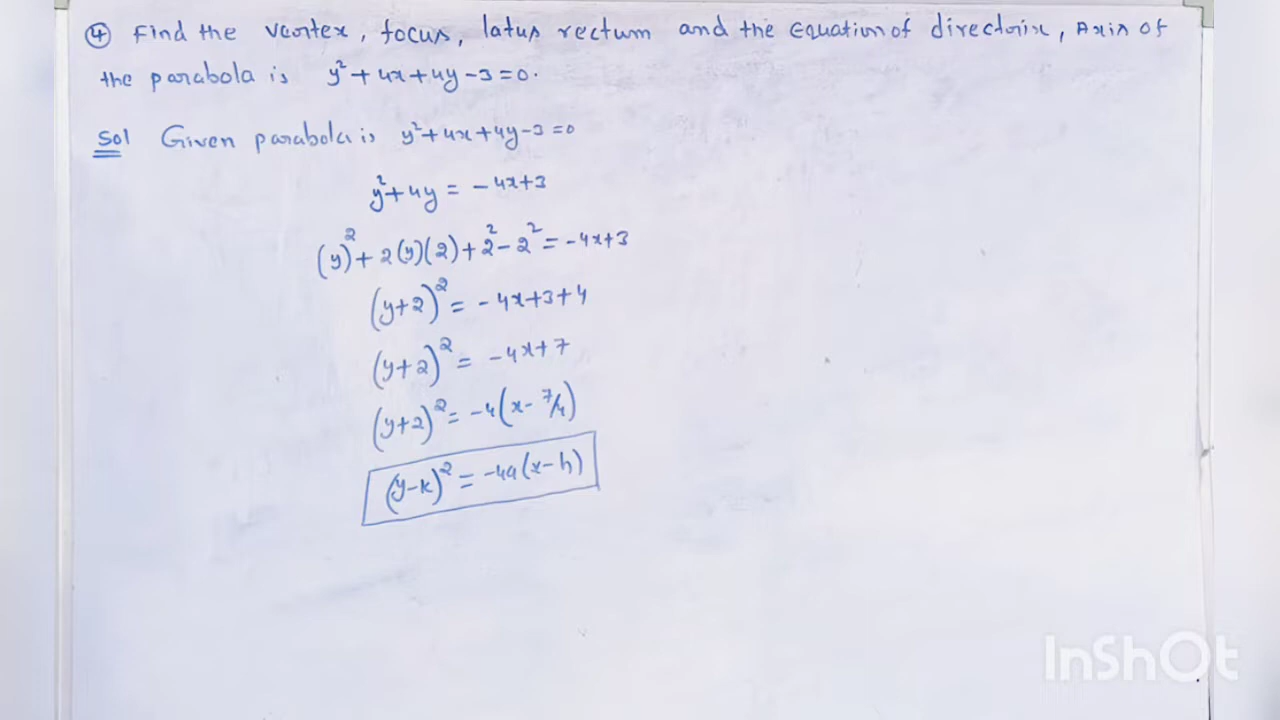 ④ Find the vertex, focus, latus rectum and the Equation of directorix, Axis of
the parabola is y²+4x+4y-3=0.
Sol Given parabola is y²+4x+4y-3=0
y²+4y = -4x+3
(y)²+2(y)(2)+2²-2²=-4x+3
(y+2)²= -4x+3+4
(y+2)²= -4x+7
(y+2)²= -4(x-7/4)
(y-k)²= -4a(x-h)
InShOt